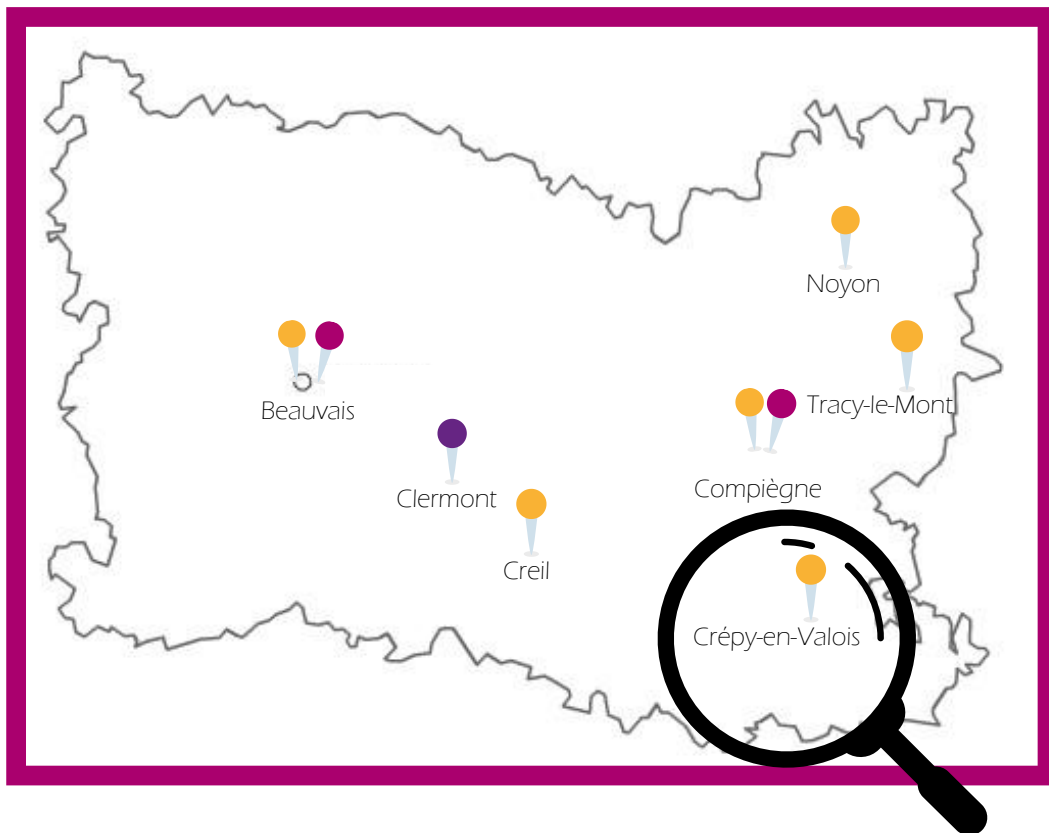 Noyon
Tracy-le-Mont
Beauvais
Compiègne
Clermont
Creil
Crépy-en-Valois